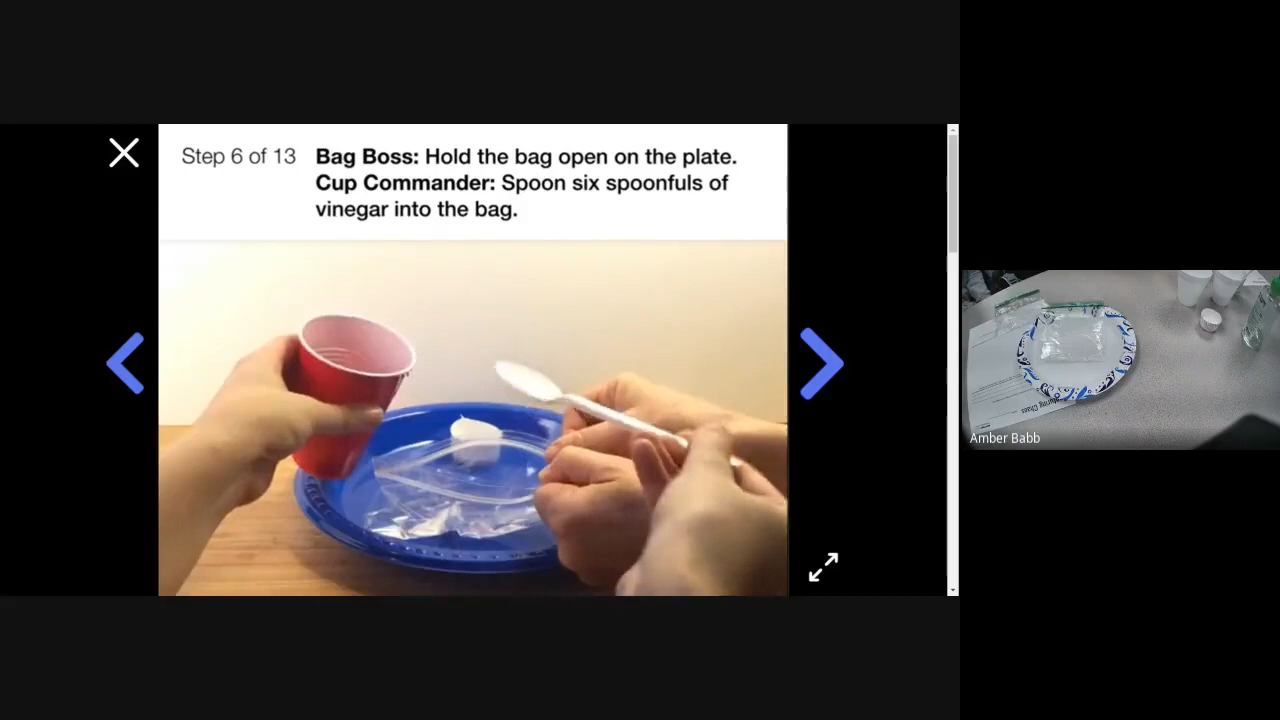 Step 6 of 13
Bag Boss: Hold the bag open on the plate.
Cup Commander: Spoon six spoonfuls of
vinegar into the bag.
Amber Babb